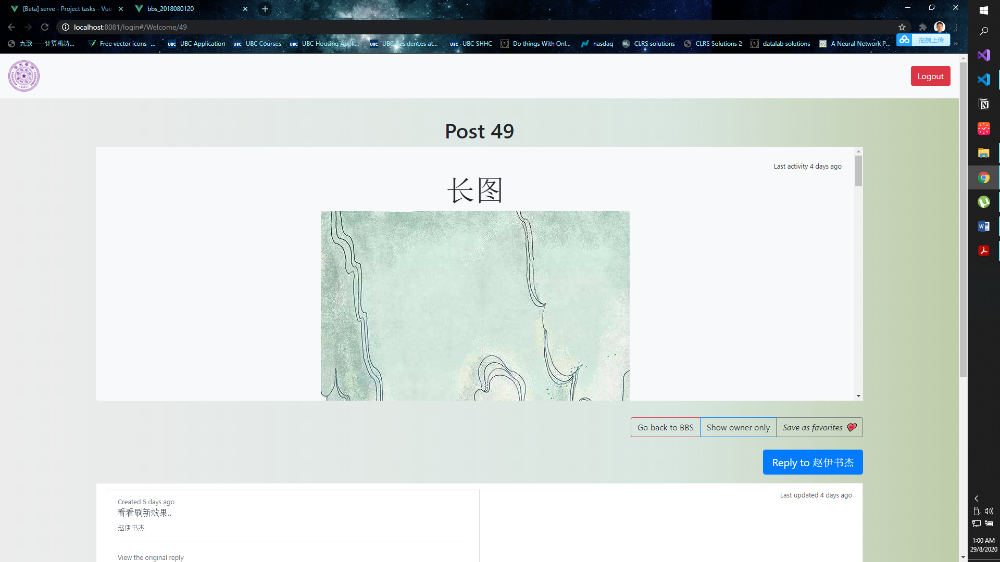 [Beta] serve - Project tasks - Vue
bbs_2018080120
localhost:8081/login#/Welcome/49
九歌——计算机诗...
Free vector icons -...
UBC Application
UBC Courses
UBC Housing Appli...
UBC Residences at...
UBC SHHC
Do things With Onl...
nasdaq
CLRS solutions
CLRS Solutions 2
datalab solutions
A Neural Network P...
拖拽上传
Logout
Post 49
Last activity 4 days ago
长图
Go back to BBS
Show owner only
Save as favorites
Reply to 赵伊书杰
Last updated 4 days ago
Created 5 days ago
看看刷新效果..
赵伊书杰
View the original reply
1:00 AM
29/8/2020